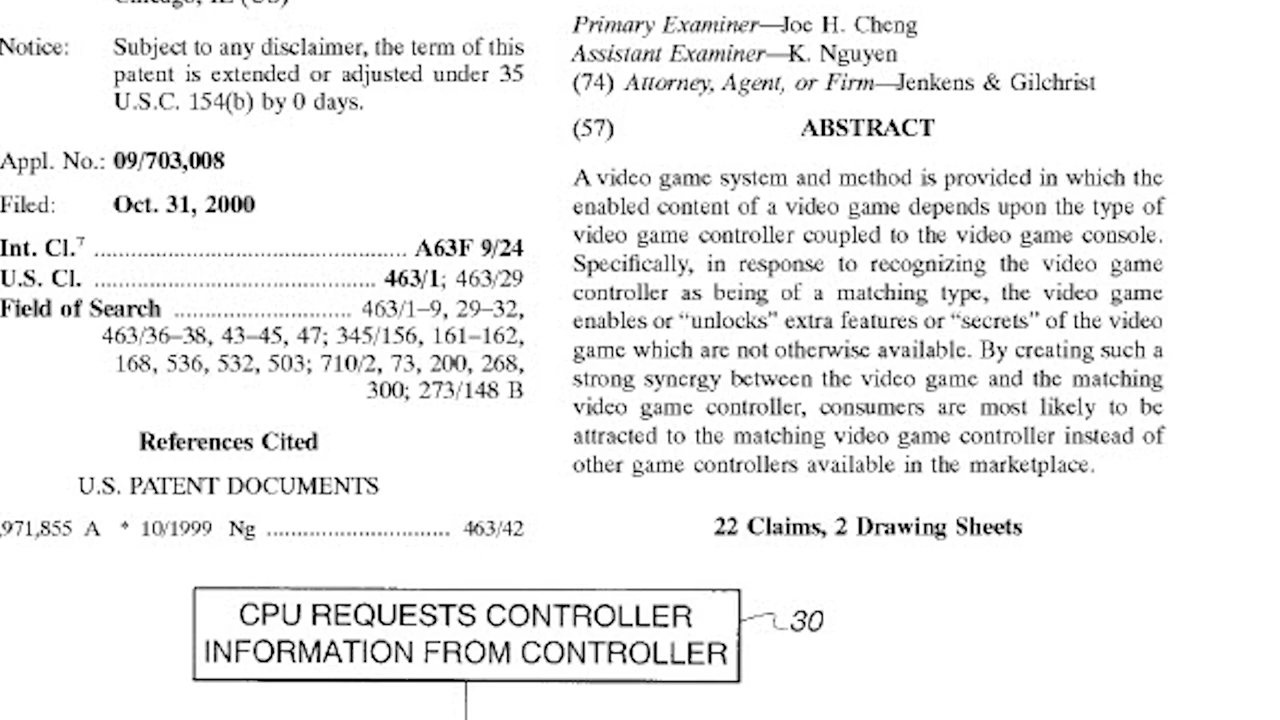 Chicago, IL (US)
Notice: Subject to any disclaimer, the term of this
patent is extended or adjusted under 35
U.S.C. 154(b) by 0 days.
Appl. No.: 09/703,008
Filed: Oct. 31, 2000
Int. Cl.7 ................................................ A63F 9/24
U.S. Cl. ........................................... 463/1; 463/29
Field of Search ........................... 463/1–9, 29–32,
463/36–38, 43–45, 47; 345/156, 161–162,
168, 536, 532, 503; 710/2, 73, 200, 268,
300; 273/148 B
References Cited
U.S. PATENT DOCUMENTS
,971,855 A * 10/1999 Ng ............................ 463/42
Primary Examiner—Joe H. Cheng
Assistant Examiner—K. Nguyen
(74) Attorney, Agent, or Firm—Jenkens & Gilchrist
(57) ABSTRACT
A video game system and method is provided in which the
enabled content of a video game depends upon the type of
video game controller coupled to the video game console.
Specifically, in response to recognizing the video game
controller as being of a matching type, the video game
enables or “unlocks” extra features or “secrets” of the video
game which are not otherwise available. By creating such a
strong synergy between the video game and the matching
video game controller, consumers are most likely to be
attracted to the matching video game controller instead of
other game controllers available in the marketplace.
22 Claims, 2 Drawing Sheets
CPU REQUESTS CONTROLLER
INFORMATION FROM CONTROLLER
30